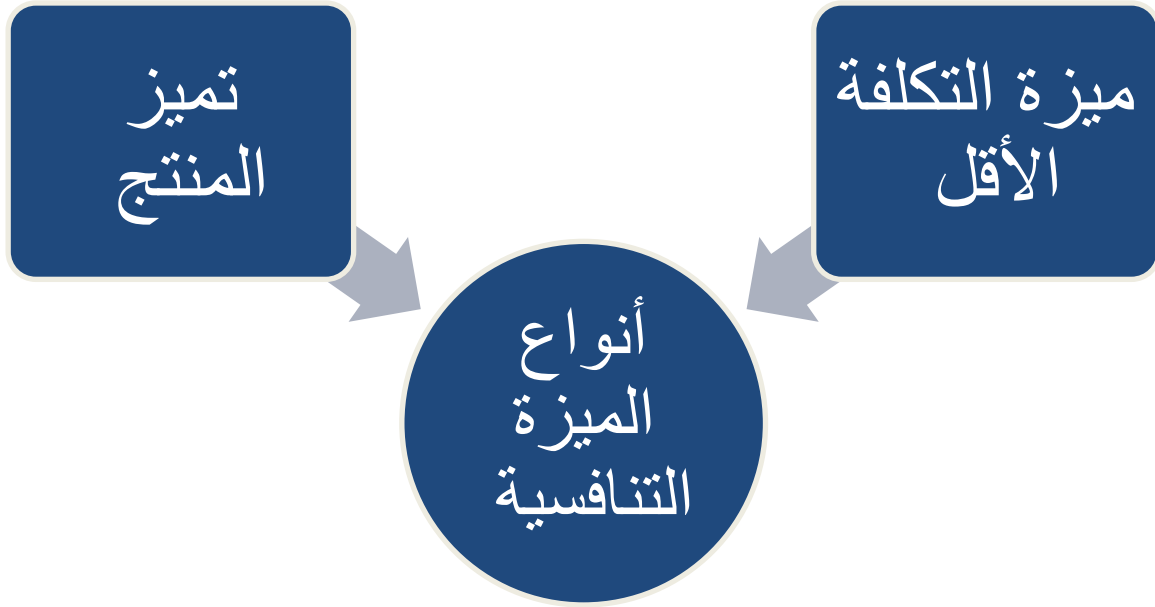 ميزة التكلفة
الأقل
تميز
المنتج
أنواع
الميزة
التنافسية